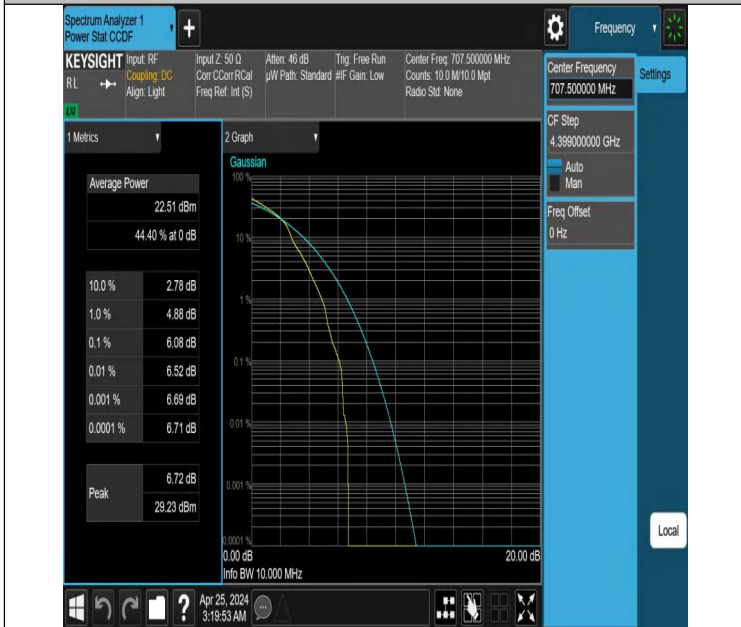 Spectrum Analyzer 1
Power Stat CCDF
+
Frequency
KEYSIGHT
RL
LXI
Input: RF
Coupling: DC
Align: Light
Input Z: 50 Ω
Corr CCorr RCal
Freq Ref: Int (S)
Atten: 46 dB
µW Path: Standard
Trig: Free Run
#IF Gain: Low
Center Freq: 707.500000 MHz
Counts: 10.0 M/10.0 Mpt
Radio Std: None
Center Frequency
707.500000 MHz
Settings
CF Step
4.399000000 GHz
Auto
Man
Freq Offset
0 Hz
1 Metrics
Average Power
22.51 dBm
44.40 % at 0 dB
10.0 % 2.78 dB
1.0 % 4.88 dB
0.1 % 6.08 dB
0.01 % 6.52 dB
0.001 % 6.69 dB
0.0001 % 6.71 dB
Peak
6.72 dB
29.23 dBm
2 Graph
Gaussian
100 %
10 %
1 %
0.1 %
0.01 %
0.001 %
0.0001 %
0.00 dB 20.00 dB
Info BW 10.000 MHz
Local
?
Apr 25, 2024
3:19:53 AM